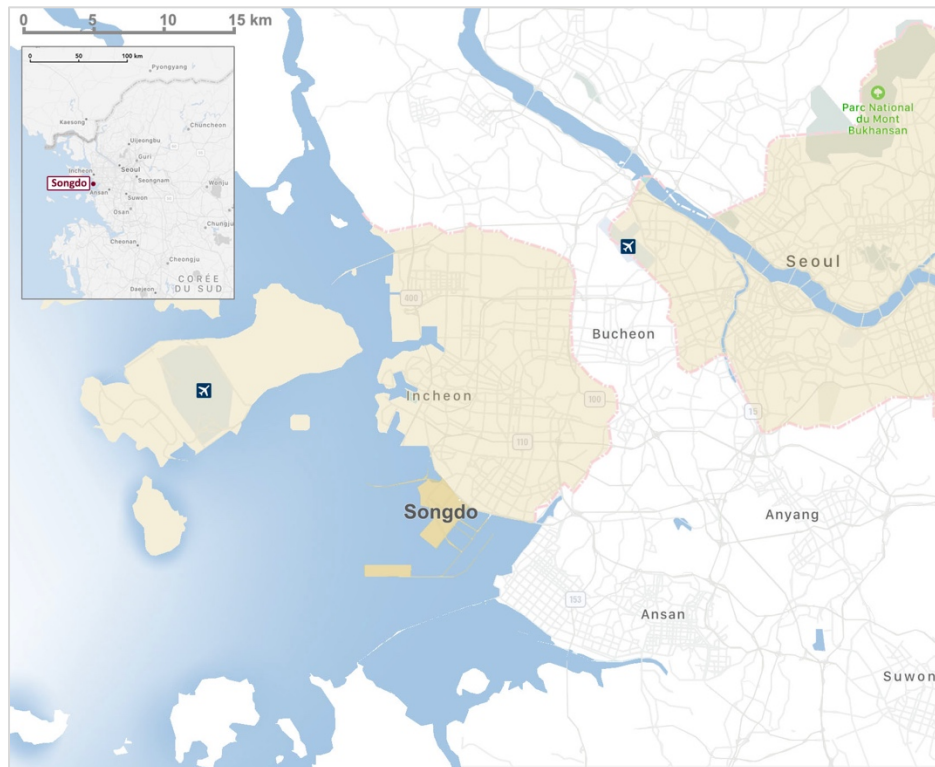 0 5 10 15 km
0 50 100 km
Pyongyang
Kaesong
Chuncheon
Uijeongbu
Guri
Incheon
Seoul
Songdo
Seongnam
Ansan
Suwon
Wonju
Osan
Chungju
Cheonan
Cheongju
CORÉE
DU SUD
Daejeon
Parc National
du Mont
Bukhansan
Seoul
400
Bucheon
Incheon
100
15
110
Songdo
Anyang
153
Ansan
Suwon